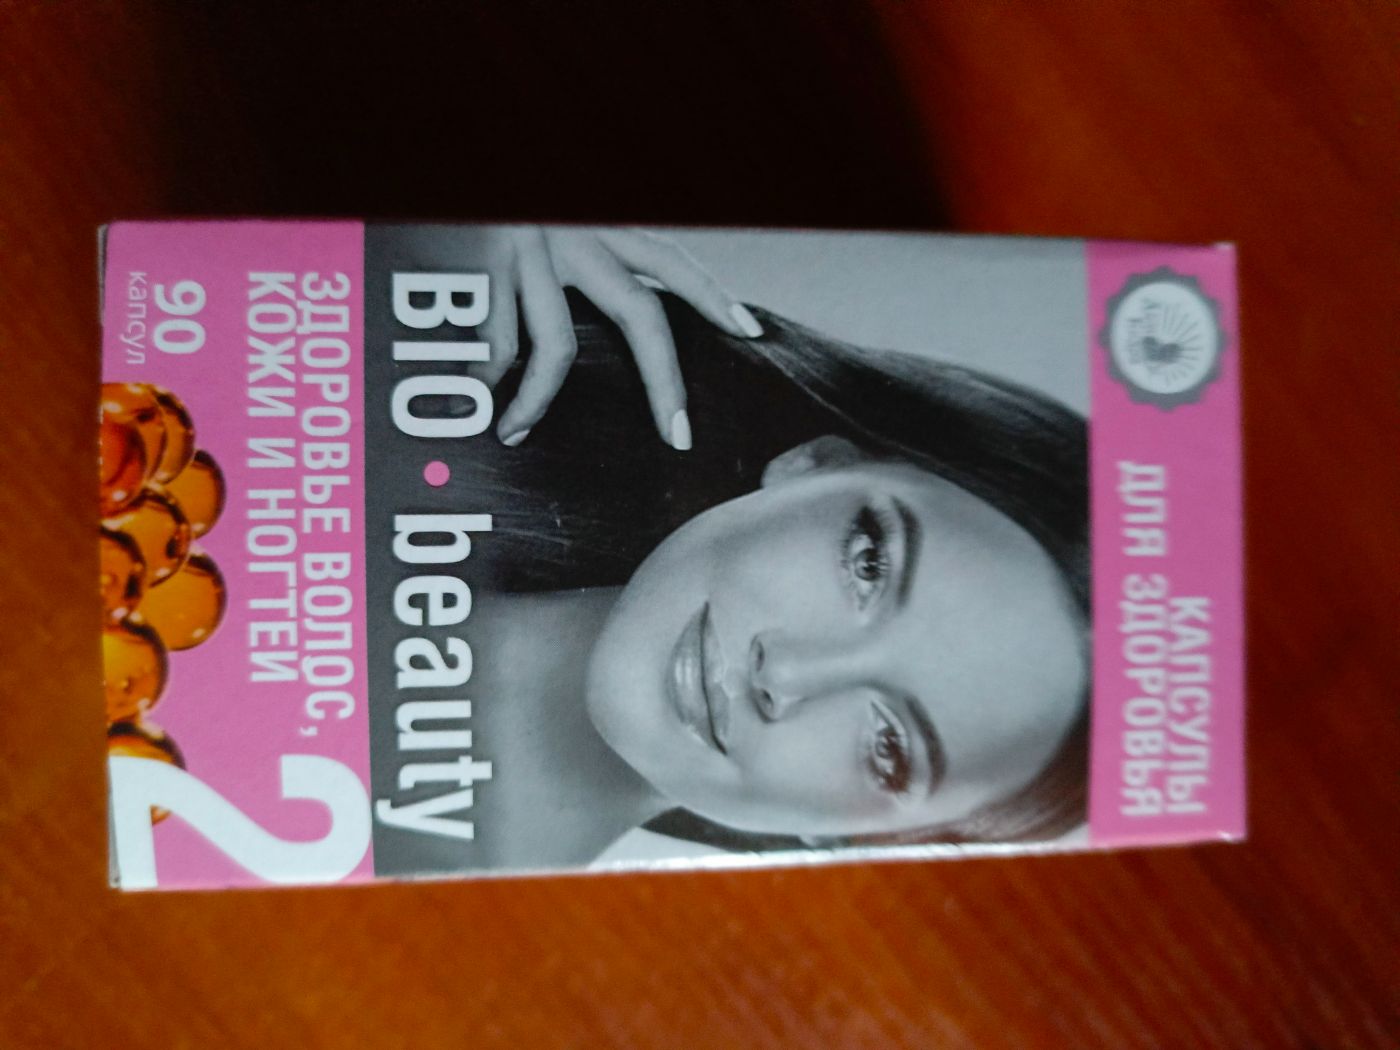 КАПСУЛЫ
ДЛЯ ЗДОРОВЬЯ
BIO•beauty
ЗДОРОВЬЕ ВОЛОС,
КОЖИ И НОГТЕЙ
90
капсул
2